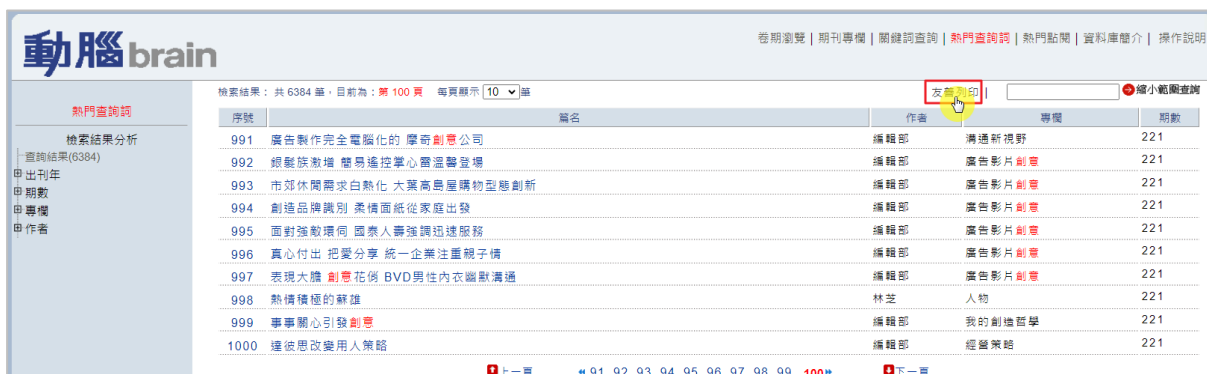 動腦brain
卷期瀏覽 | 期刊專欄 | 關鍵詞查詢 | 熱門查詢詞 | 熱門點閱 | 資料庫簡介 | 操作說明
熱門查詢詞
檢索結果分析
查詢結果(6384)
出刊年
期數
專欄
作者
檢索結果： 共 6384 筆，目前為：第 100 頁 每頁顯示 10 筆
友善列印 | 縮小範圍查詢
序號 篇名 作者 專欄 期數
991 廣告製作完全電腦化的 摩奇創意公司 編輯部 溝通新視野 221
992 銀髮族激增 簡易遙控掌心雷溫馨登場 編輯部 廣告影片創意 221
993 市郊休閒需求白熱化 大葉高島屋購物型態創新 編輯部 廣告影片創意 221
994 創造品牌識別 柔情面紙從家庭出發 編輯部 廣告影片創意 221
995 面對強敵環伺 國泰人壽強調迅速服務 編輯部 廣告影片創意 221
996 真心付出 把愛分享 統一企業注重親子情 編輯部 廣告影片創意 221
997 表現大膽 創意花俏 BVD男性內衣幽默溝通 編輯部 廣告影片創意 221
998 熱情積極的蘇雄 林芝 人物 221
999 事事關心引發創意 編輯部 我的創造哲學 221
1000 達彼思改變用人策略 編輯部 經營策略 221
上一頁 91 92 93 94 95 96 97 98 99 100 下一頁